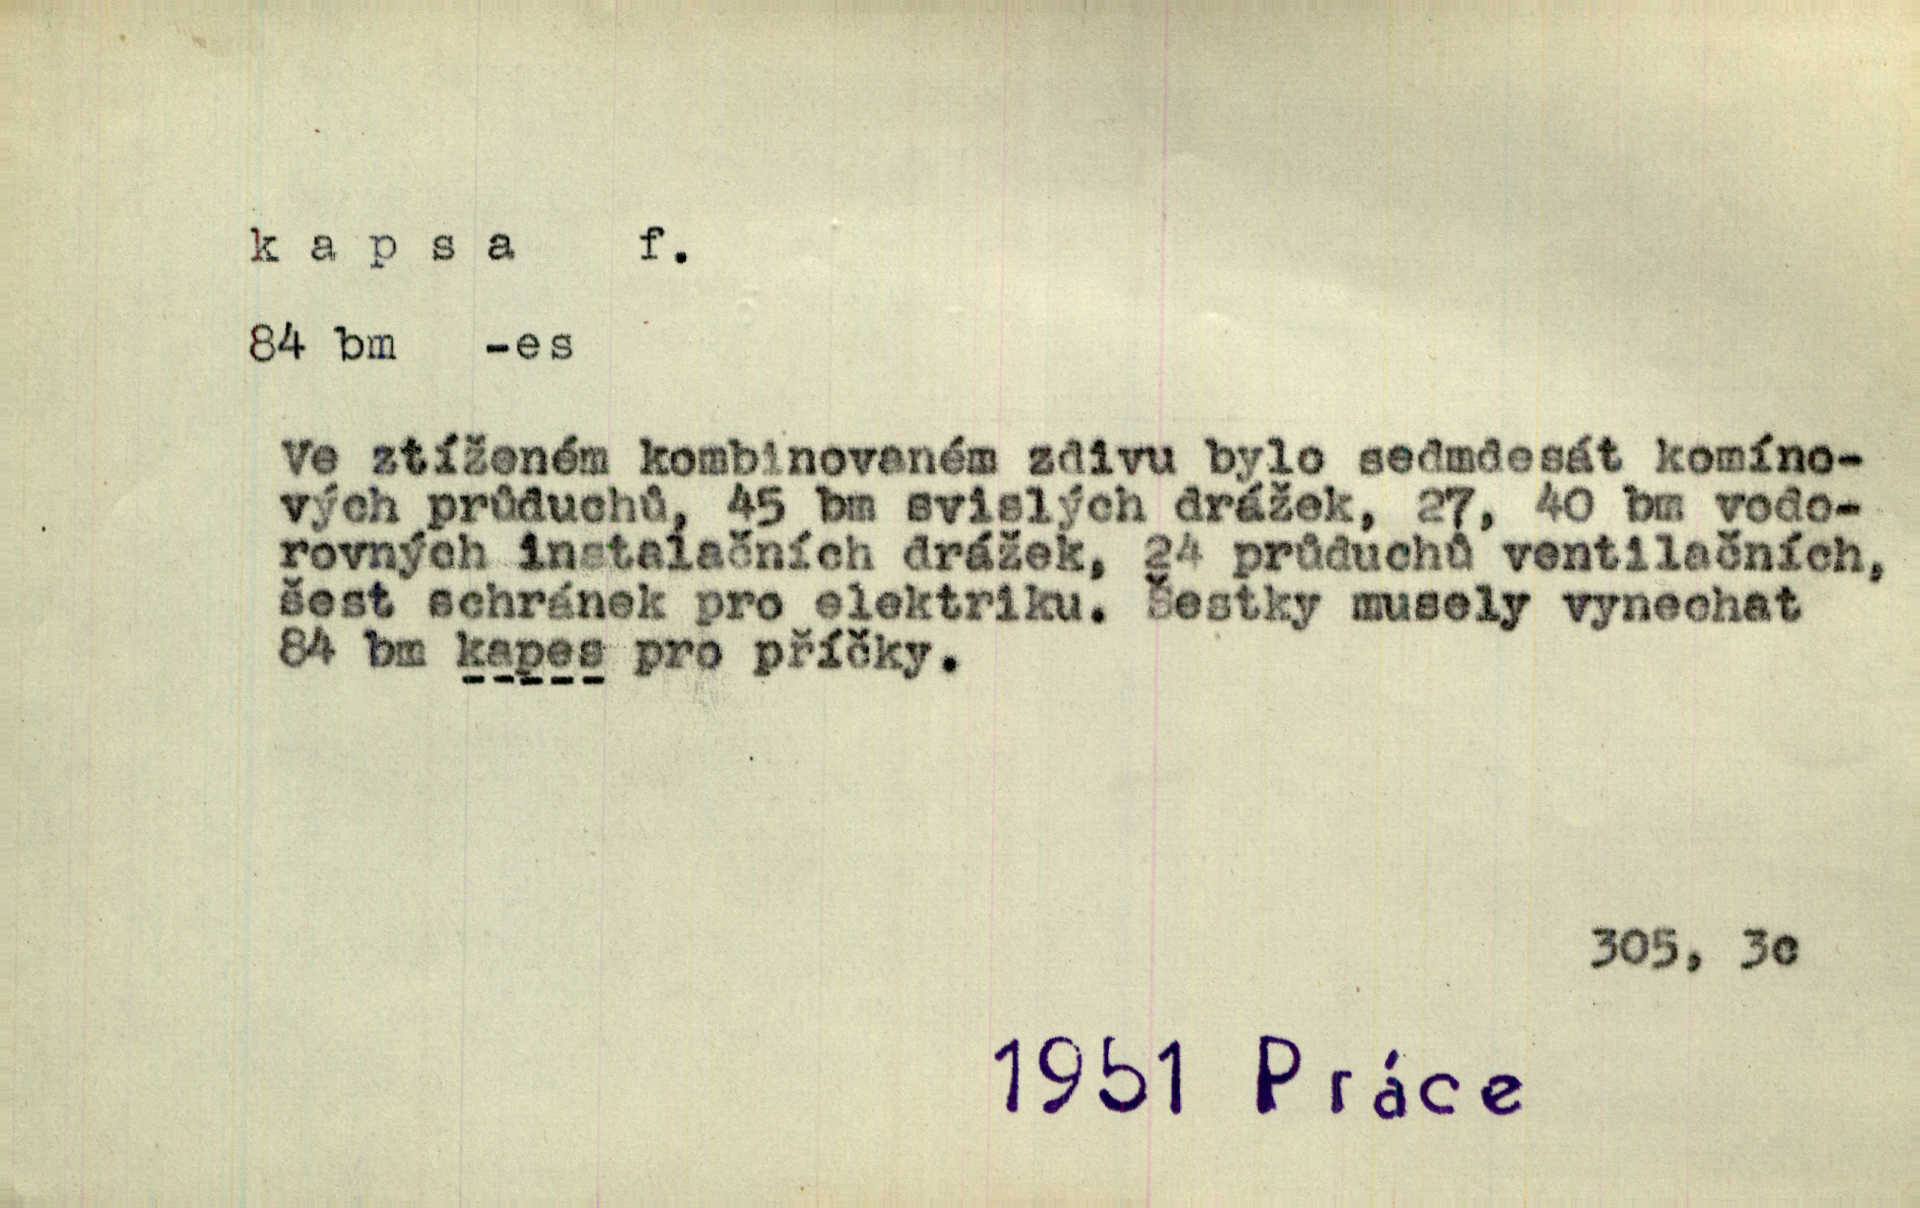 kapsa f.
84 bm -es
Ve ztíženém kombinovaném zdivu bylo sedmdesát komíno-
vých průduchů, 45 bm svislých drážek, 27, 40 bm vodo-
rovných instalačních drážek, 24 průduchů ventilačních,
šest schránek pro elektriku. Šestky musely vynechat
84 bm kapes pro příčky.
305, 3c
1951 Práce